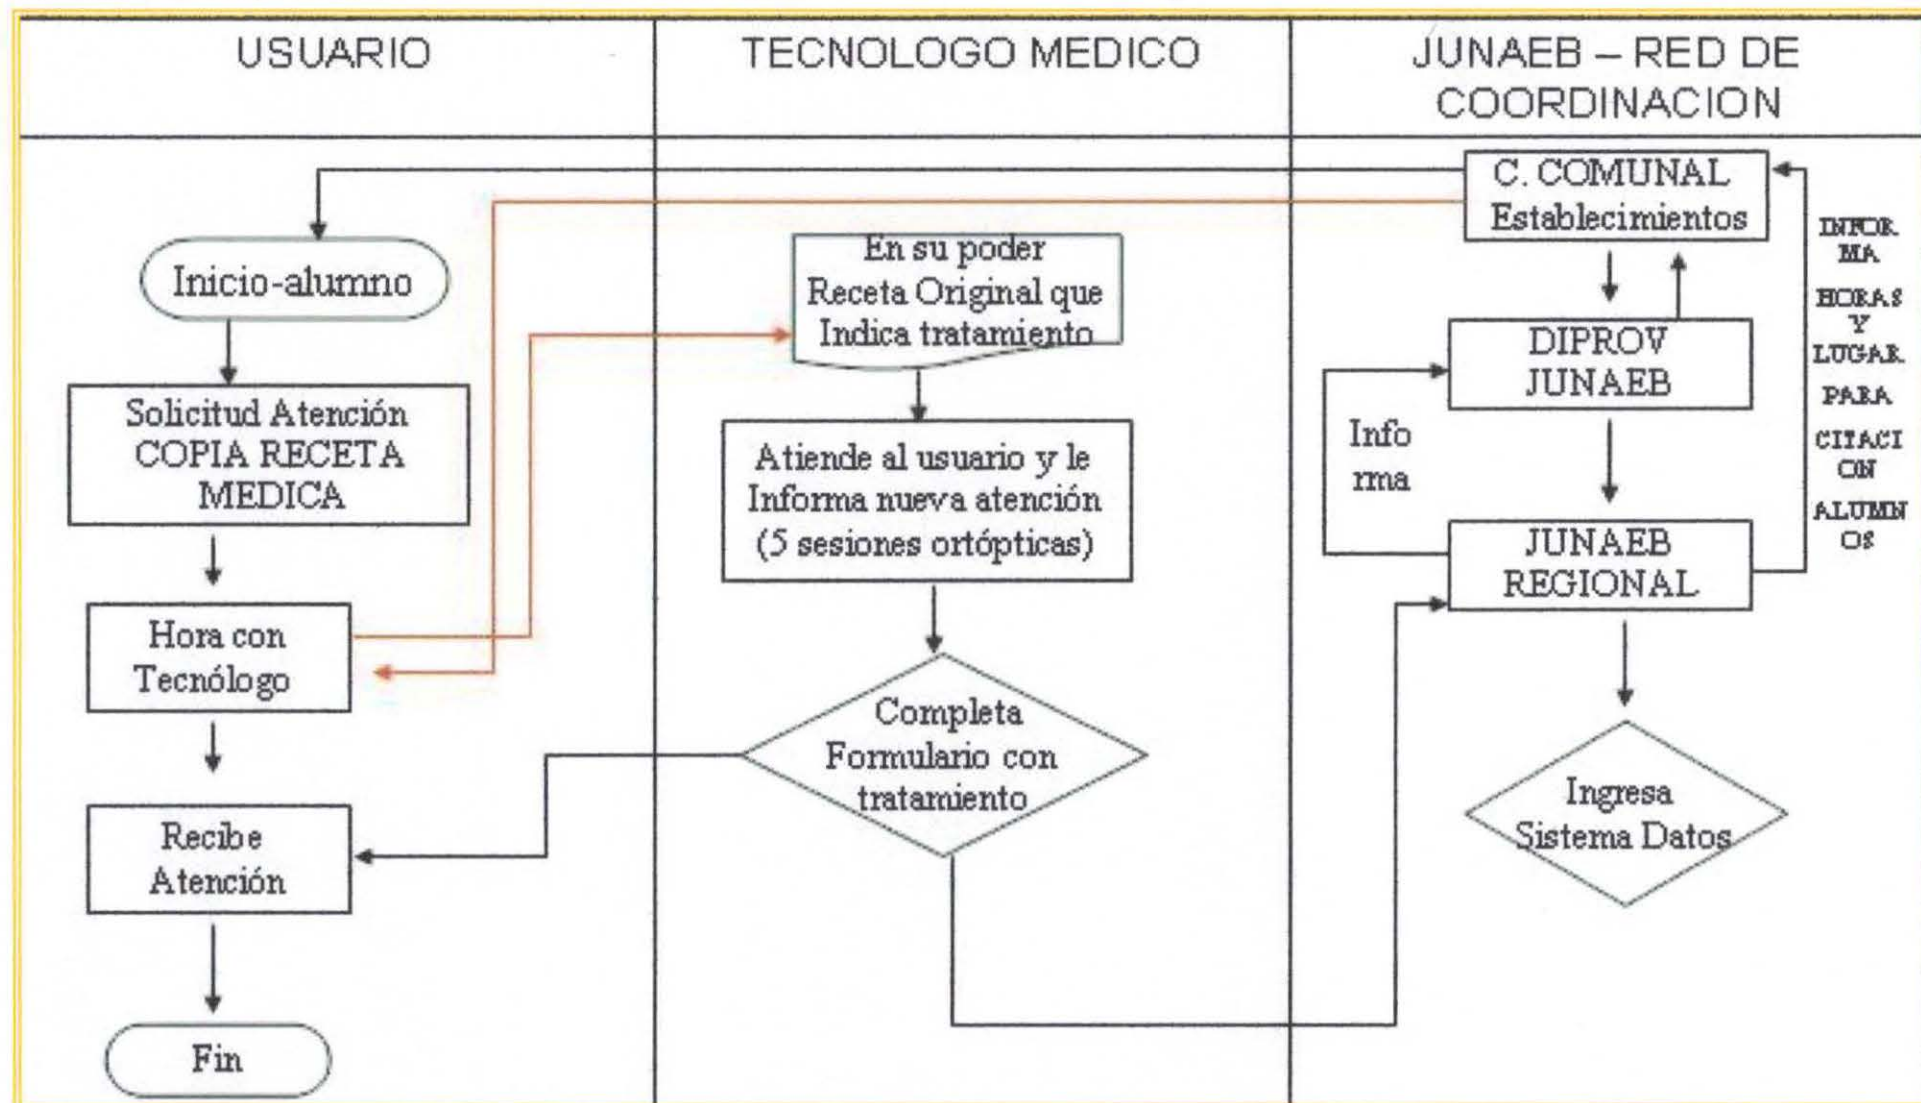 USUARIO
TECNOLOGO MEDICO
JUNAEB – RED DE
COORDINACION
Inicio-alumno
Solicitud Atención
COPIA RECETA
MEDICA
Hora con
Tecnólogo
Recibe
Atención
Fin
En su poder
Receta Original que
Indica tratamiento
Atiende al usuario y le
Informa nueva atención
(5 sesiones ortópticas)
Completa
Formulario con
tratamiento
C. COMUNAL
Establecimientos
DIPROV
JUNAEB
Info
rma
JUNAEB
REGIONAL
Ingresa
Sistema Datos
INFOR
MA
HORAS
Y
LUGAR
PARA
CITACI
ON
ALUMN
OS